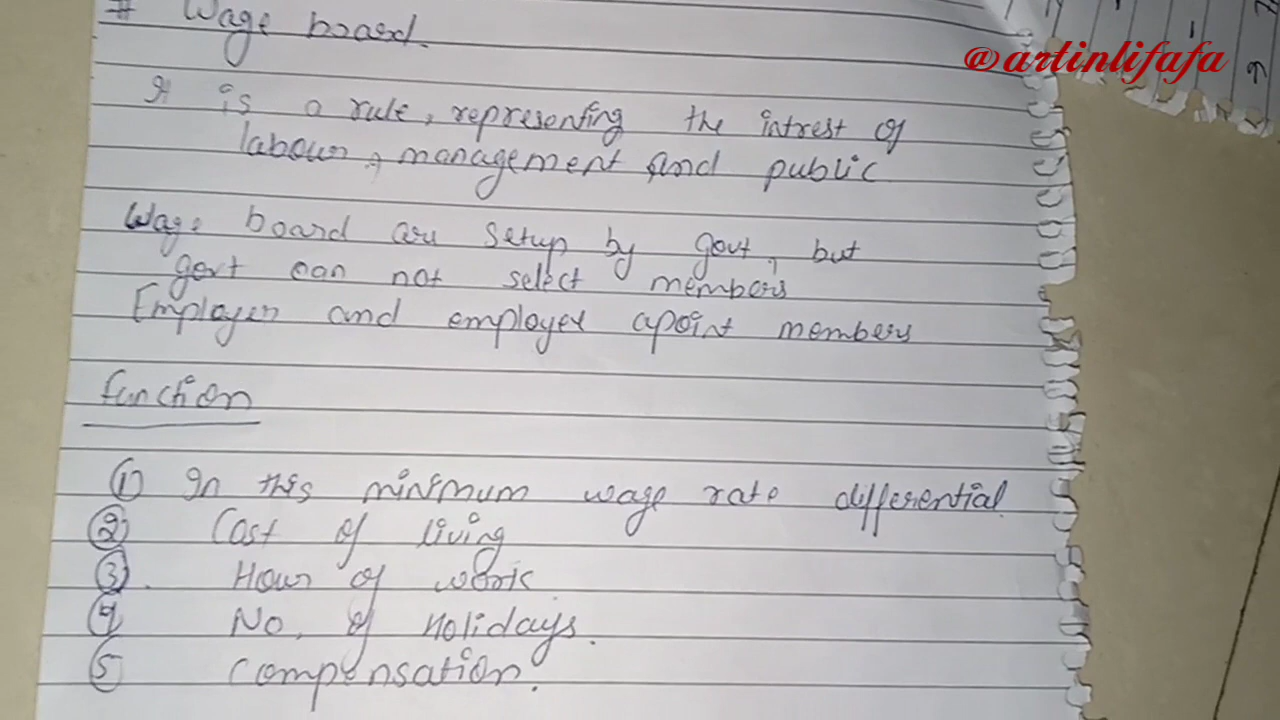 # Wage board.
@artinlifafa
It is a rule, representing the intrest of
labour, management and public
Wage board are setup by govt, but
govt can not select members
Employer and employee apoint members
function
① In this minimum wage rate differential
② Cost of living
③. Hour of work
④ No. of Holidays.
⑤ Compensation.